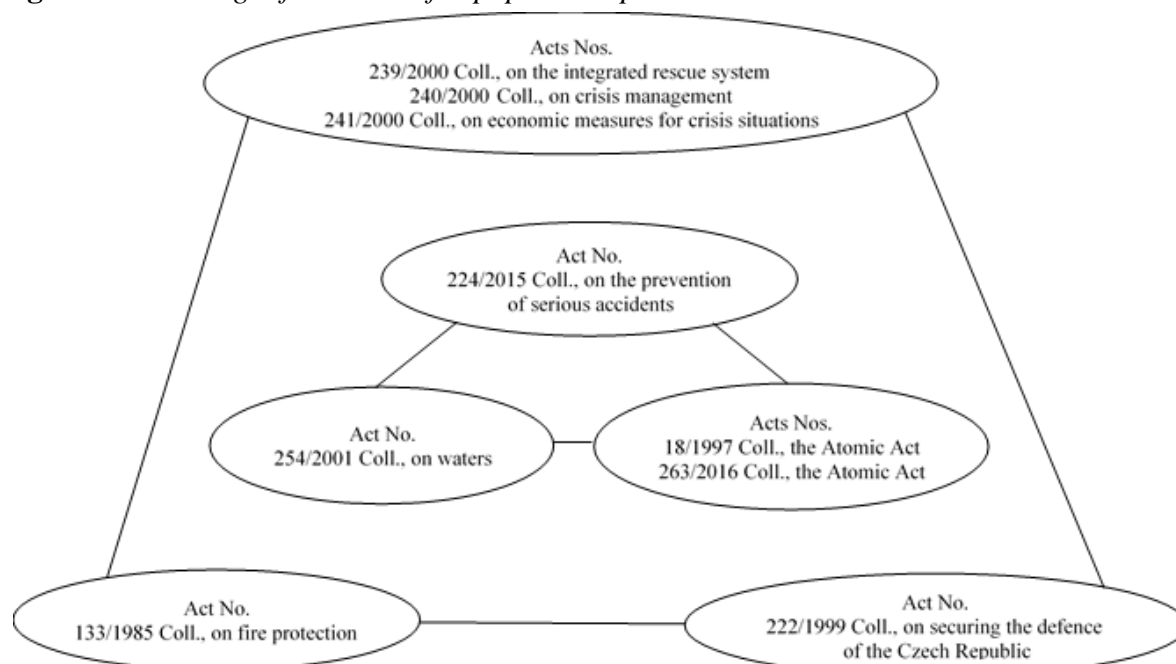 Acts Nos.
239/2000 Coll., on the integrated rescue system
240/2000 Coll., on crisis management
241/2000 Coll., on economic measures for crisis situations
Act No.
224/2015 Coll., on the prevention
of serious accidents
Act No.
254/2001 Coll., on waters
Acts Nos.
18/1997 Coll., the Atomic Act
263/2016 Coll., the Atomic Act
Act No.
133/1985 Coll., on fire protection
Act No.
222/1999 Coll., on securing the defence
of the Czech Republic